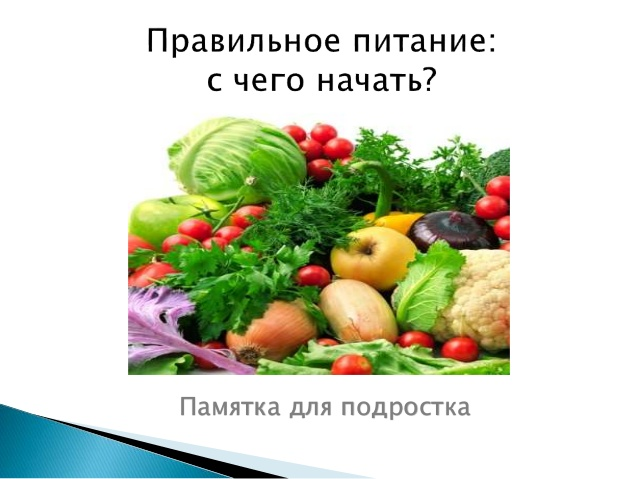 Правильное питание:
с чего начать?
Памятка для подростка